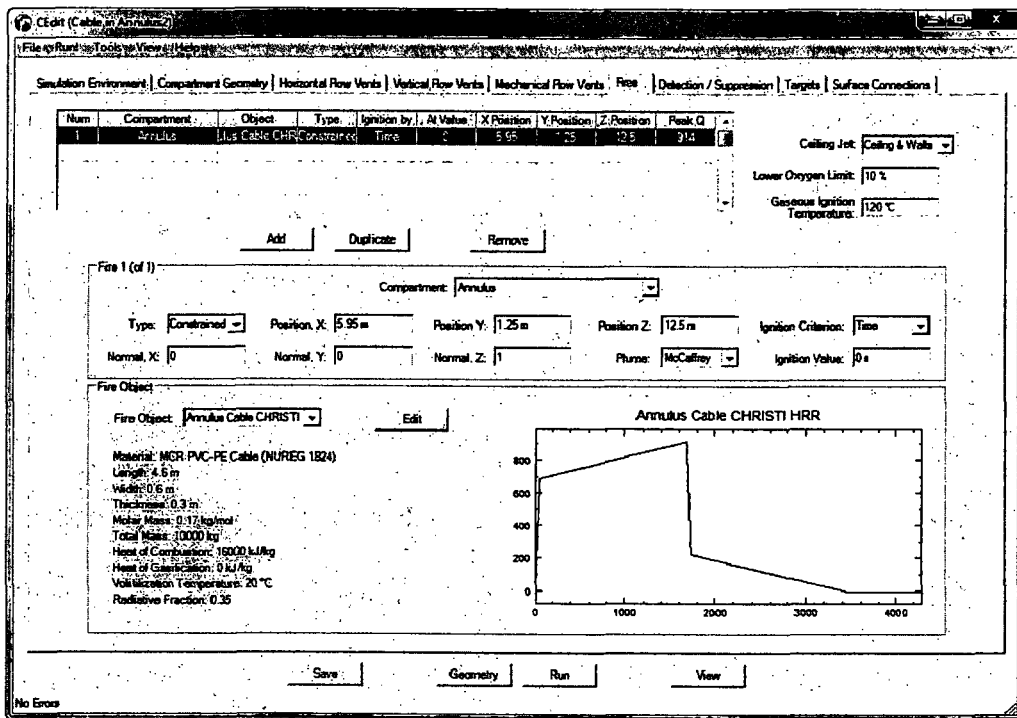 CEdit (Cable in Annulus2)
File Run! Tools View Help
Simulation Environment Compartment Geometry Horizontal Flow Vents Vertical Flow Vents Mechanical Flow Vents Fires Detection / Suppression Targets Surface Connections
Num Compartment Object Type Ignition by At Value X Position Y Position Z Position Peak Q
1 Annulus lus Cable CHR Constrained Time 0 5.95 1.25 12.5 914
Ceiling Jet: Ceiling & Walls
Lower Oxygen Limit: 10 %
Gaseous Ignition
Temperature: 120 °C
Add Duplicate Remove
Fire 1 (of 1)
Compartment: Annulus
Type: Constrained Position, X: 5.95 m Position Y: 1.25 m Position Z: 12.5 m Ignition Criterion: Time
Normal, X: 0 Normal, Y: 0 Normal, Z: 1 Plume: McCaffrey Ignition Value: 0 s
Fire Object
Fire Object: Annulus Cable CHRISTI Edit
Material: MCR PVC-PE Cable (NUREG 1824)
Length: 4.6 m
Width: 0.6 m
Thickness: 0.3 m
Molar Mass: 0.17 kg/mol
Total Mass: 10000 kg
Heat of Combustion: 16000 kJ/kg
Heat of Gasification: 0 kJ/kg
Volitilization Temperature: 20 °C
Radiative Fraction: 0.35
Annulus Cable CHRISTI HRR
800
600
400
200
0
0 1000 2000 3000 4000
Save Geometry Run View
No Errors